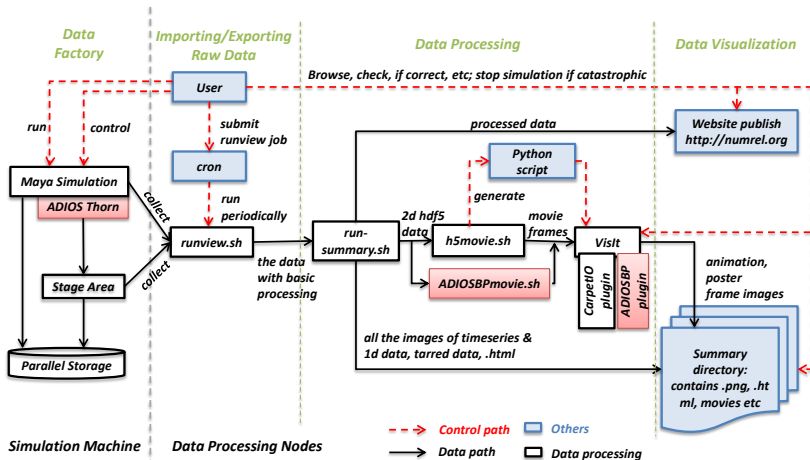 Data
Factory
Importing/Exporting
Raw Data
Data Processing
Data Visualization
User
Browse, check, if correct, etc; stop simulation if catastrophic
run
control
submit
runview job
processed data
Website publish
http://numrel.org
Python
script
cron
Maya Simulation
ADIOS Thorn
collect
run
periodically
generate
runview.sh
run-
summary.sh
2d hdf5
data
h5movie.sh
movie
frames
VisIt
the data
with basic
processing
collect
Stage Area
ADIOSBPmovie.sh
CarpetIO
plugin
ADIOSBP
plugin
animation,
poster
frame images
all the images of timeseries &
1d data, tarred data, .html
Parallel Storage
Summary
directory:
contains .png, .ht
ml, movies etc
Simulation Machine
Data Processing Nodes
Control path
Others
Data path
Data processing